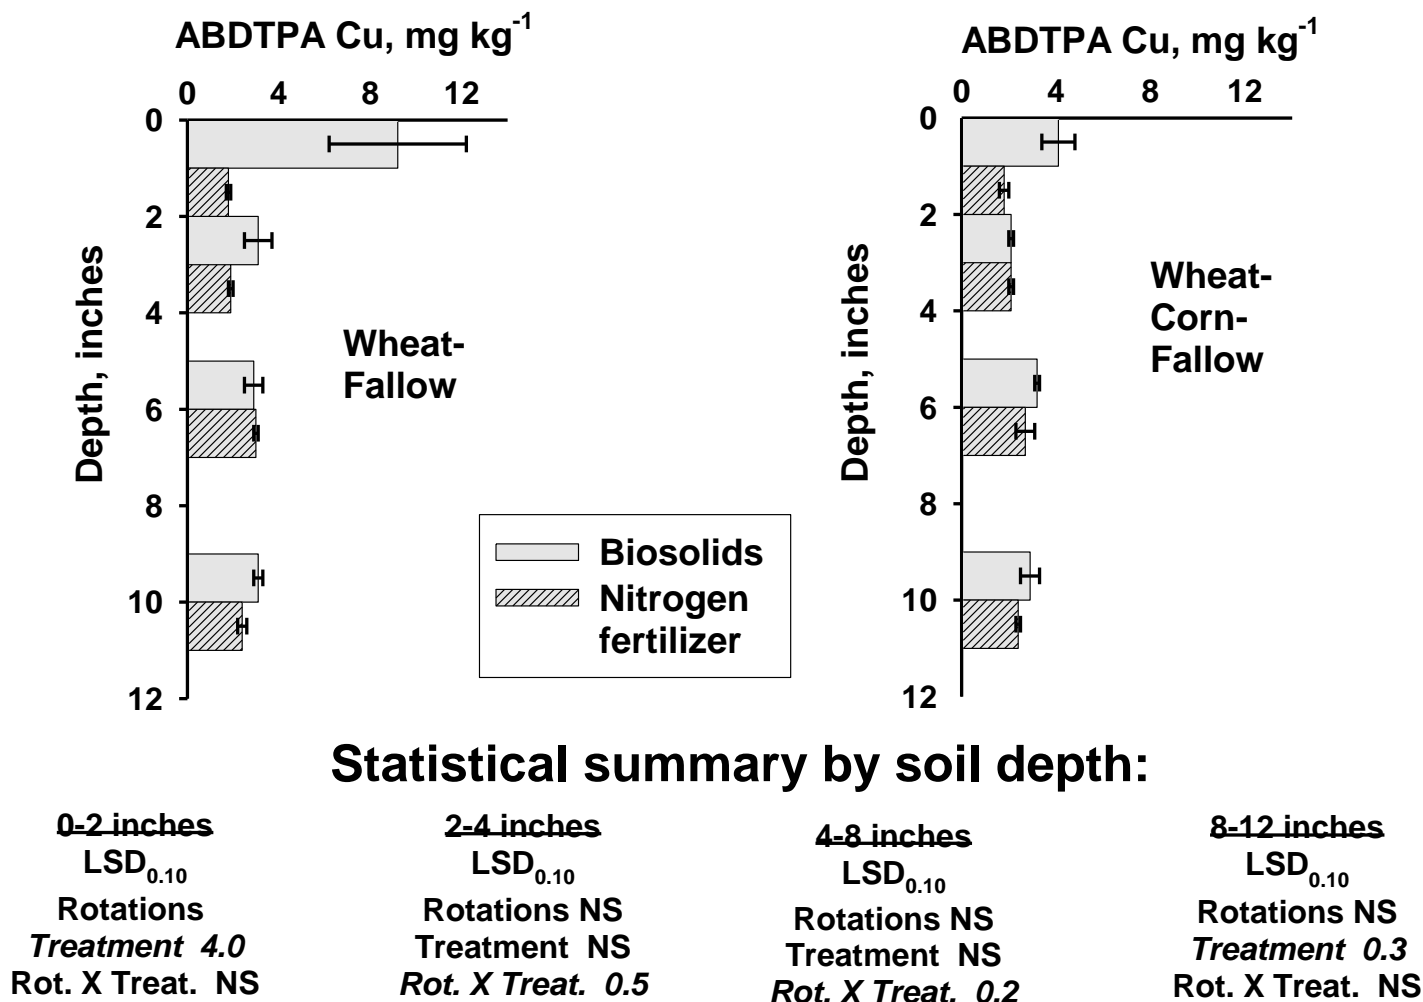 ABDTPA Cu, mg kg-1
0 4 8 12
0
2
4
6
8
10
12
Depth, inches
Wheat-
Fallow
ABDTPA Cu, mg kg-1
0 4 8 12
0
2
4
6
8
10
12
Depth, inches
Wheat-
Corn-
Fallow
Biosolids
Nitrogen
fertilizer
Statistical summary by soil depth:
0-2 inches
LSD0.10
Rotations
Treatment 4.0
Rot. X Treat. NS
2-4 inches
LSD0.10
Rotations NS
Treatment NS
Rot. X Treat. 0.5
4-8 inches
LSD0.10
Rotations NS
Treatment NS
Rot. X Treat. 0.2
8-12 inches
LSD0.10
Rotations NS
Treatment 0.3
Rot. X Treat. NS